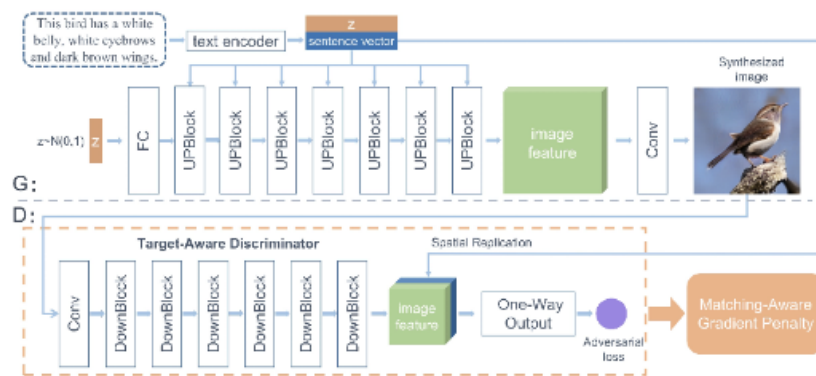 This bird has a white
belly, white eyebrows
and dark brown wings.
text encoder
z
sentence vector
Synthesized
image
z~N(0,1)
z
FC
UPBlock
UPBlock
UPBlock
UPBlock
UPBlock
UPBlock
UPBlock
image
feature
Conv
G:
D:
Target-Aware Discriminator
Spatial Replication
Conv
DownBlock
DownBlock
DownBlock
DownBlock
DownBlock
DownBlock
image
feature
One-Way
Output
Adversarial
loss
Matching-Aware
Gradient Penalty